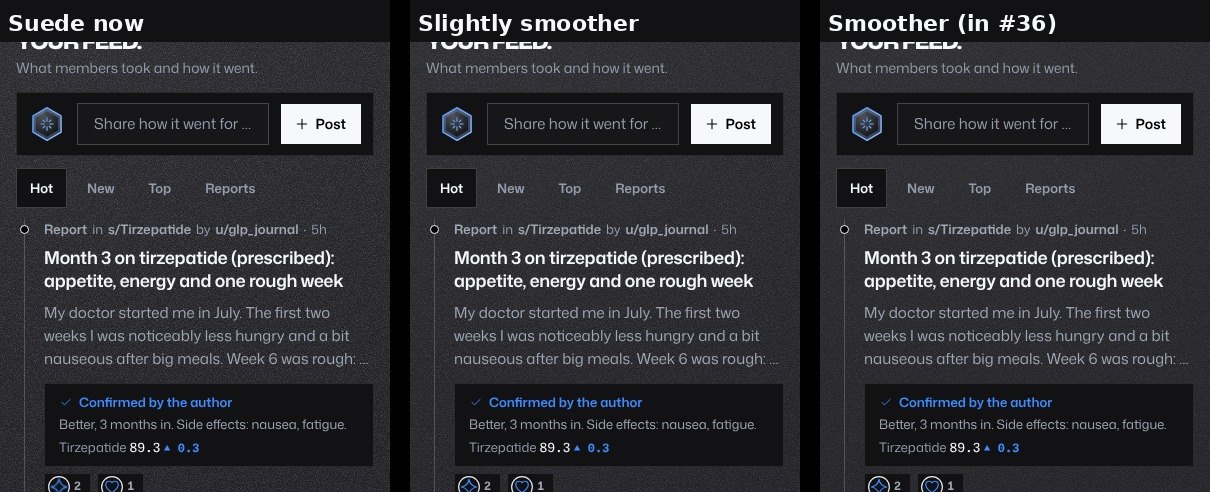 Suede now
YOUR FEED.
What members took and how it went.
Share how it went for ...
+ Post
Hot New Top Reports
Report in s/Tirzepatide by u/glp_journal · 5h
Month 3 on tirzepatide (prescribed):
appetite, energy and one rough week
My doctor started me in July. The first two
weeks I was noticeably less hungry and a bit
nauseous after big meals. Week 6 was rough: ...
✓ Confirmed by the author
Better, 3 months in. Side effects: nausea, fatigue.
Tirzepatide 89.3 ▲ 0.3
2 1
Slightly smoother
YOUR FEED.
What members took and how it went.
Share how it went for ...
+ Post
Hot New Top Reports
Report in s/Tirzepatide by u/glp_journal · 5h
Month 3 on tirzepatide (prescribed):
appetite, energy and one rough week
My doctor started me in July. The first two
weeks I was noticeably less hungry and a bit
nauseous after big meals. Week 6 was rough: ...
✓ Confirmed by the author
Better, 3 months in. Side effects: nausea, fatigue.
Tirzepatide 89.3 ▲ 0.3
2 1
Smoother (in #36)
YOUR FEED.
What members took and how it went.
Share how it went for ...
+ Post
Hot New Top Reports
Report in s/Tirzepatide by u/glp_journal · 5h
Month 3 on tirzepatide (prescribed):
appetite, energy and one rough week
My doctor started me in July. The first two
weeks I was noticeably less hungry and a bit
nauseous after big meals. Week 6 was rough: ...
✓ Confirmed by the author
Better, 3 months in. Side effects: nausea, fatigue.
Tirzepatide 89.3 ▲ 0.3
2 1